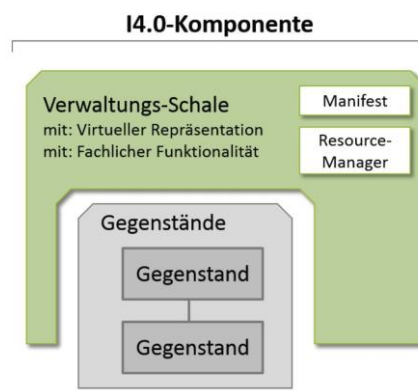 I4.0-Komponente
Verwaltungs-Schale
mit: Virtueller Repräsentation
mit: Fachlicher Funktionalität
Manifest
Resource-
Manager
Gegenstände
Gegenstand
Gegenstand